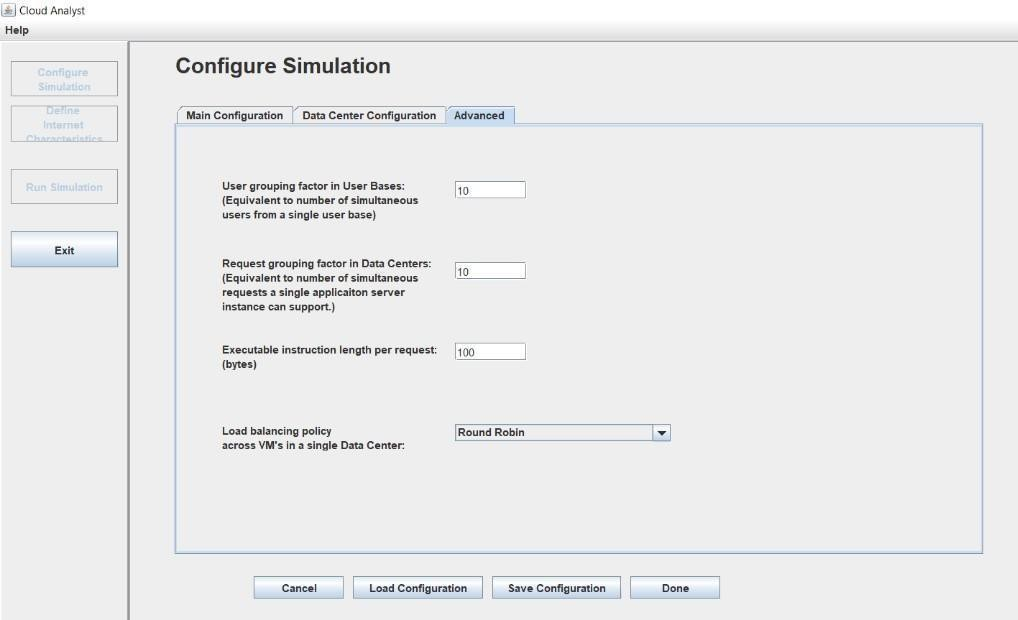 Cloud Analyst
Help
Configure
Simulation
Define
Internet
Characteristics
Run Simulation
Exit
Configure Simulation
Main Configuration
Data Center Configuration
Advanced
User grouping factor in User Bases:
(Equivalent to number of simultaneous
users from a single user base)
10
Request grouping factor in Data Centers:
(Equivalent to number of simultaneous
requests a single applicaiton server
instance can support.)
10
Executable instruction length per request:
(bytes)
100
Load balancing policy
across VM's in a single Data Center:
Round Robin
Cancel
Load Configuration
Save Configuration
Done